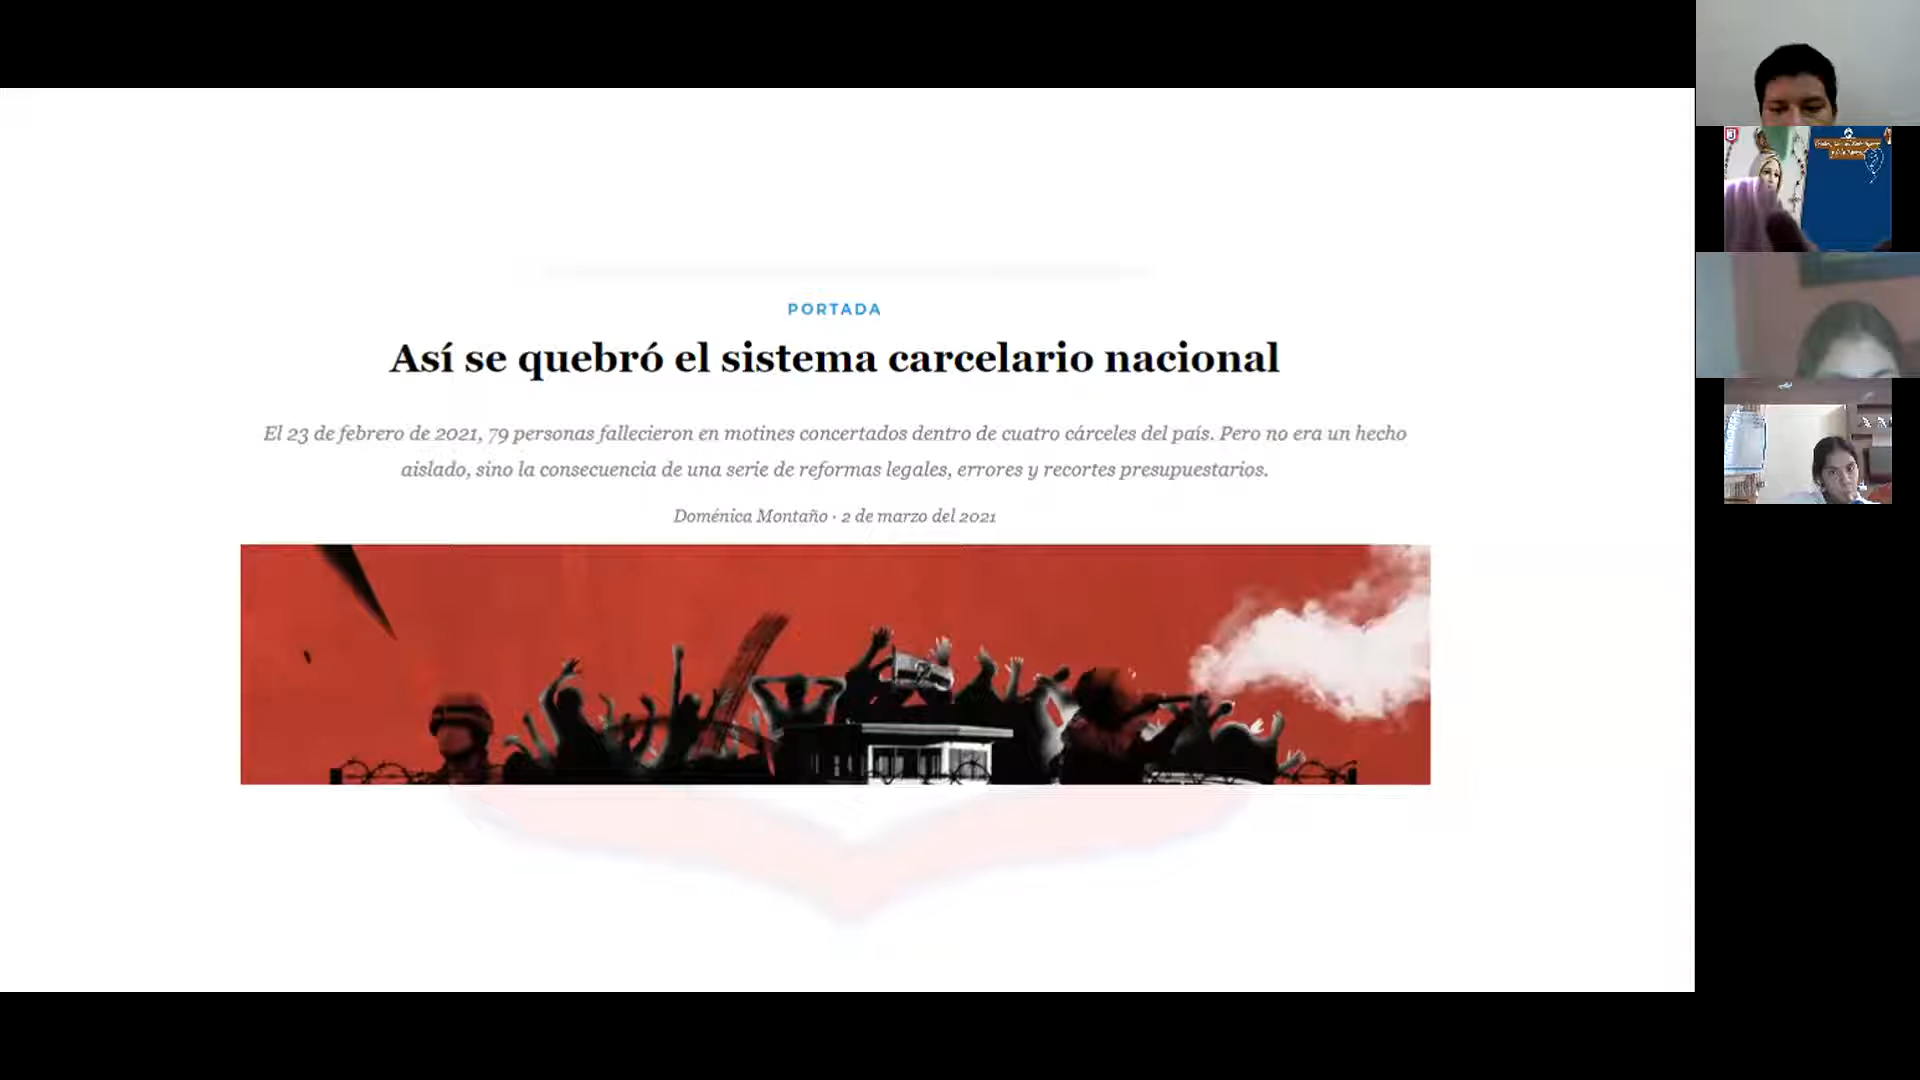 PORTADA
Así se quebró el sistema carcelario nacional
El 23 de febrero de 2021, 79 personas fallecieron en motines concertados dentro de cuatro cárceles del país. Pero no era un hecho
aislado, sino la consecuencia de una serie de reformas legales, errores y recortes presupuestarios.
Doménica Montaño · 2 de marzo del 2021